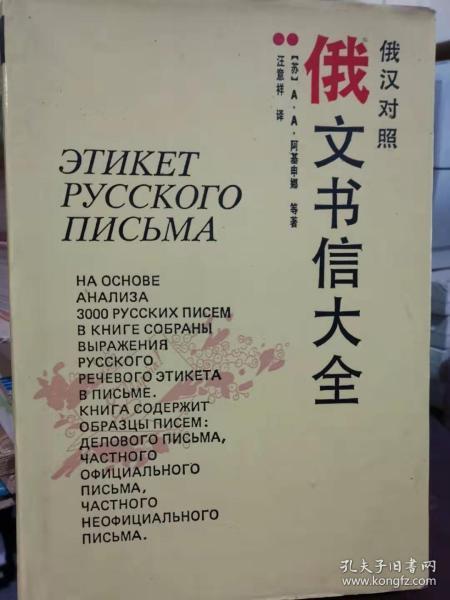 俄汉对照
俄文书信大全
【苏】А·А·阿基申娜 等著
汪意祥 译
ЭТИКЕТ
РУССКОГО
ПИСЬМА
НА ОСНОВЕ
АНАЛИЗА
3000 РУССКИХ ПИСЕМ
В КНИГЕ СОБРАНЫ
ВЫРАЖЕНИЯ
РУССКОГО
РЕЧЕВОГО ЭТИКЕТА
В ПИСЬМЕ.
КНИГА СОДЕРЖИТ
ОБРАЗЦЫ ПИСЕМ:
ДЕЛОВОГО ПИСЬМА,
ЧАСТНОГО
ОФИЦИАЛЬНОГО
ПИСЬМА,
ЧАСТНОГО
НЕОФИЦИАЛЬНОГО
ПИСЬМА.
孔夫子旧书网
www.kongfz.com